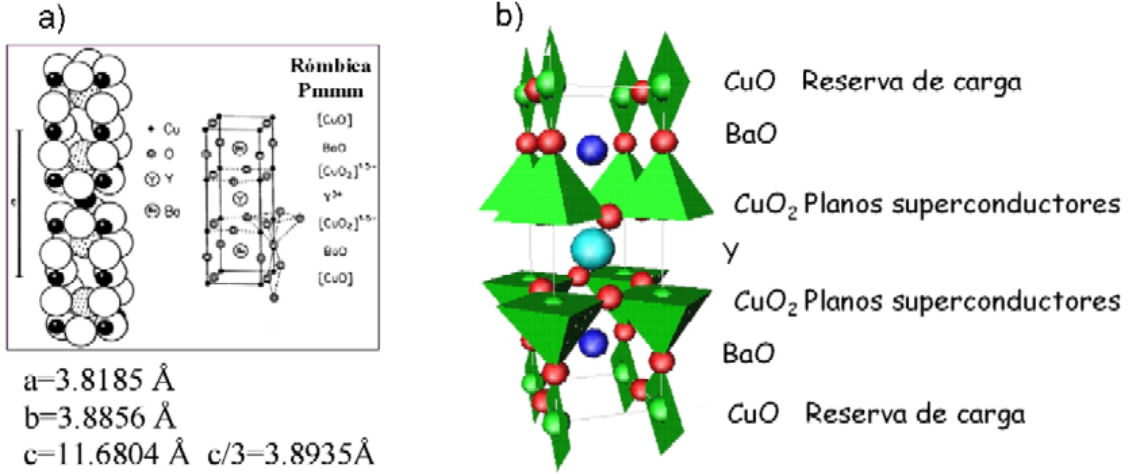 a)
Rómbica
Pmmm
Cu
O
Y
Ba
c
[CuO]
BaO
[CuO₂]¹·⁵⁻
Y³⁺
[CuO₂]¹·⁵⁻
BaO
[CuO]
Ba
Y
Ba
a=3.8185 Å
b=3.8856 Å
c=11.6804 Å c/3=3.8935Å
b)
CuO Reserva de carga
BaO
CuO₂ Planos superconductores
Y
CuO₂ Planos superconductores
BaO
CuO Reserva de carga